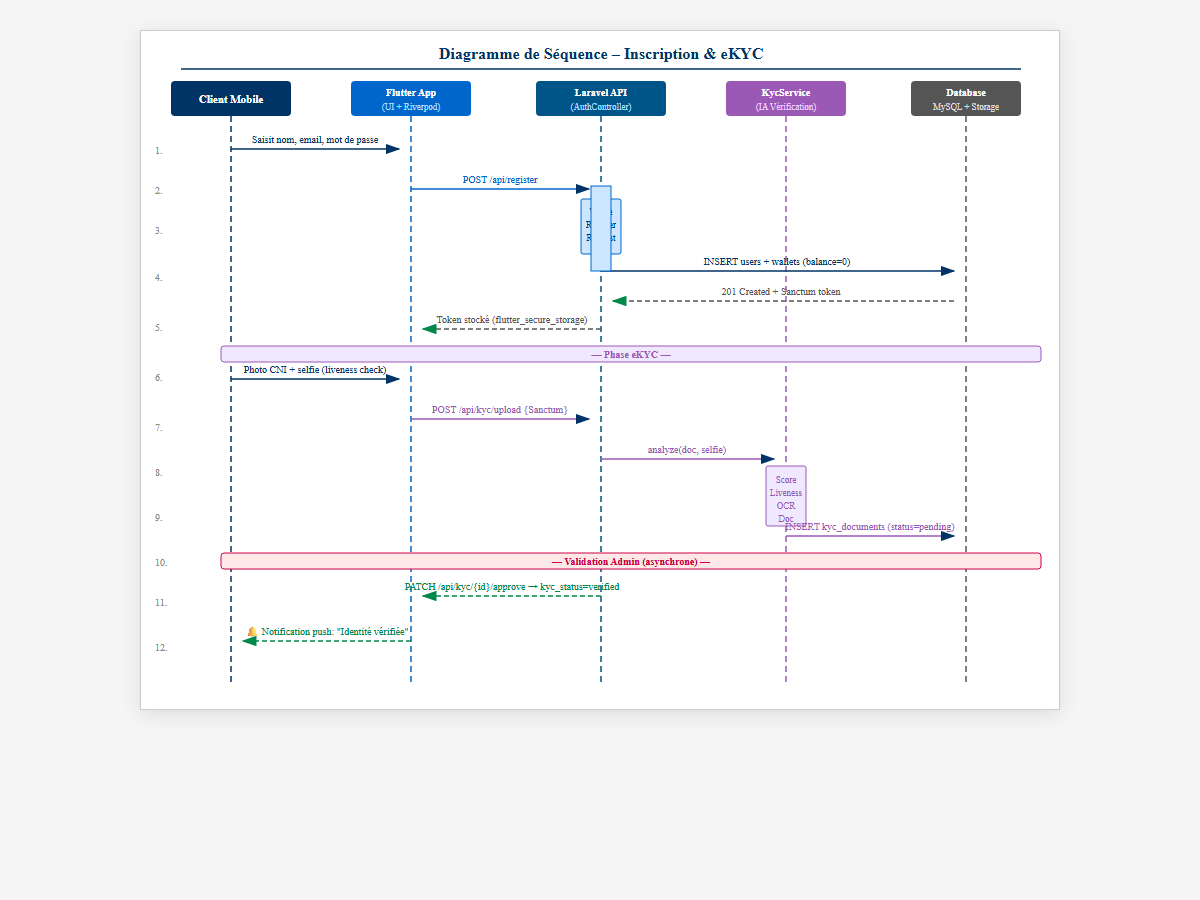 Diagramme de Séquence – Inscription & eKYC
Client Mobile
Flutter App
(UI + Riverpod)
Laravel API
(AuthController)
KycService
(IA Vérification)
Database
MySQL + Storage
1.
Saisit nom, email, mot de passe
2.
POST /api/register
3.
4.
INSERT users + wallets (balance=0)
201 Created + Sanctum token
5.
Token stocké (flutter_secure_storage)
— Phase eKYC —
6.
Photo CNI + selfie (liveness check)
7.
POST /api/kyc/upload {Sanctum}
8.
analyze(doc, selfie)
Score
Liveness
OCR
Doc
9.
INSERT kyc_documents (status=pending)
10.
— Validation Admin (asynchrone) —
11.
PATCH /api/kyc/{id}/approve → kyc_status=verified
12.
🔔 Notification push: "Identité vérifiée"